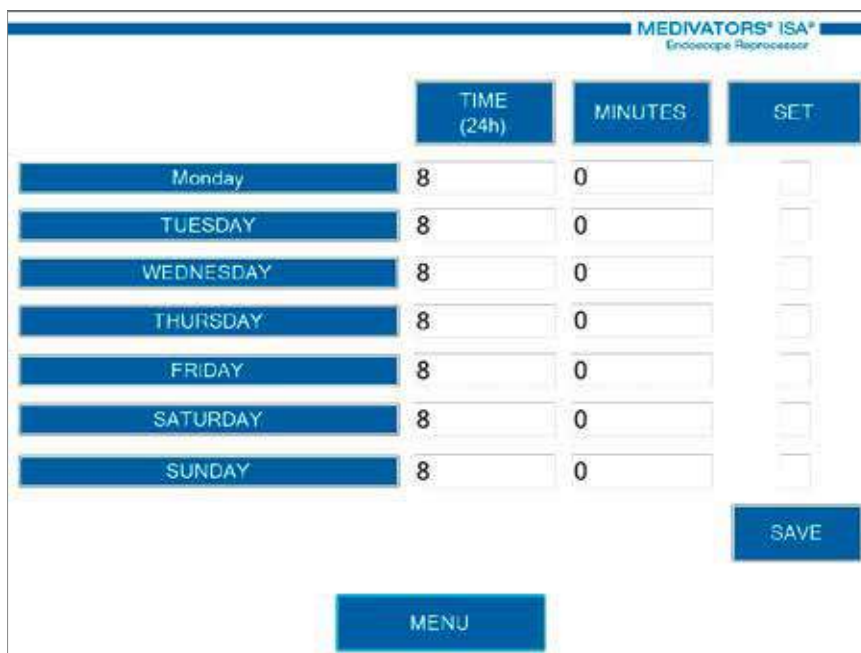 MEDIVATORS® ISA®
Endoscope Reprocessor
TIME
(24h)
MINUTES
SET
Monday
8
0
TUESDAY
8
0
WEDNESDAY
8
0
THURSDAY
8
0
FRIDAY
8
0
SATURDAY
8
0
SUNDAY
8
0
SAVE
MENU